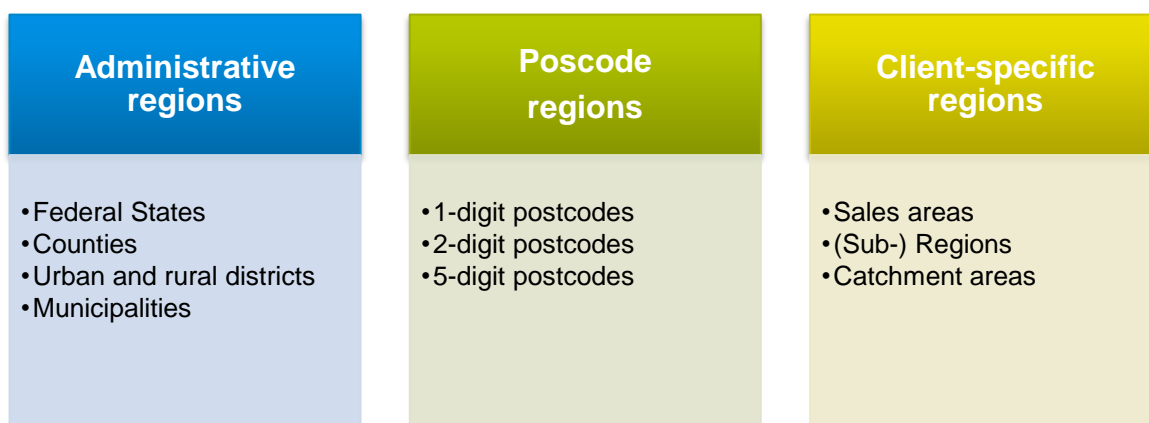 Administrative
regions
•Federal States
•Counties
•Urban and rural districts
•Municipalities
Poscode
regions
•1-digit postcodes
•2-digit postcodes
•5-digit postcodes
Client-specific
regions
•Sales areas
•(Sub-) Regions
•Catchment areas